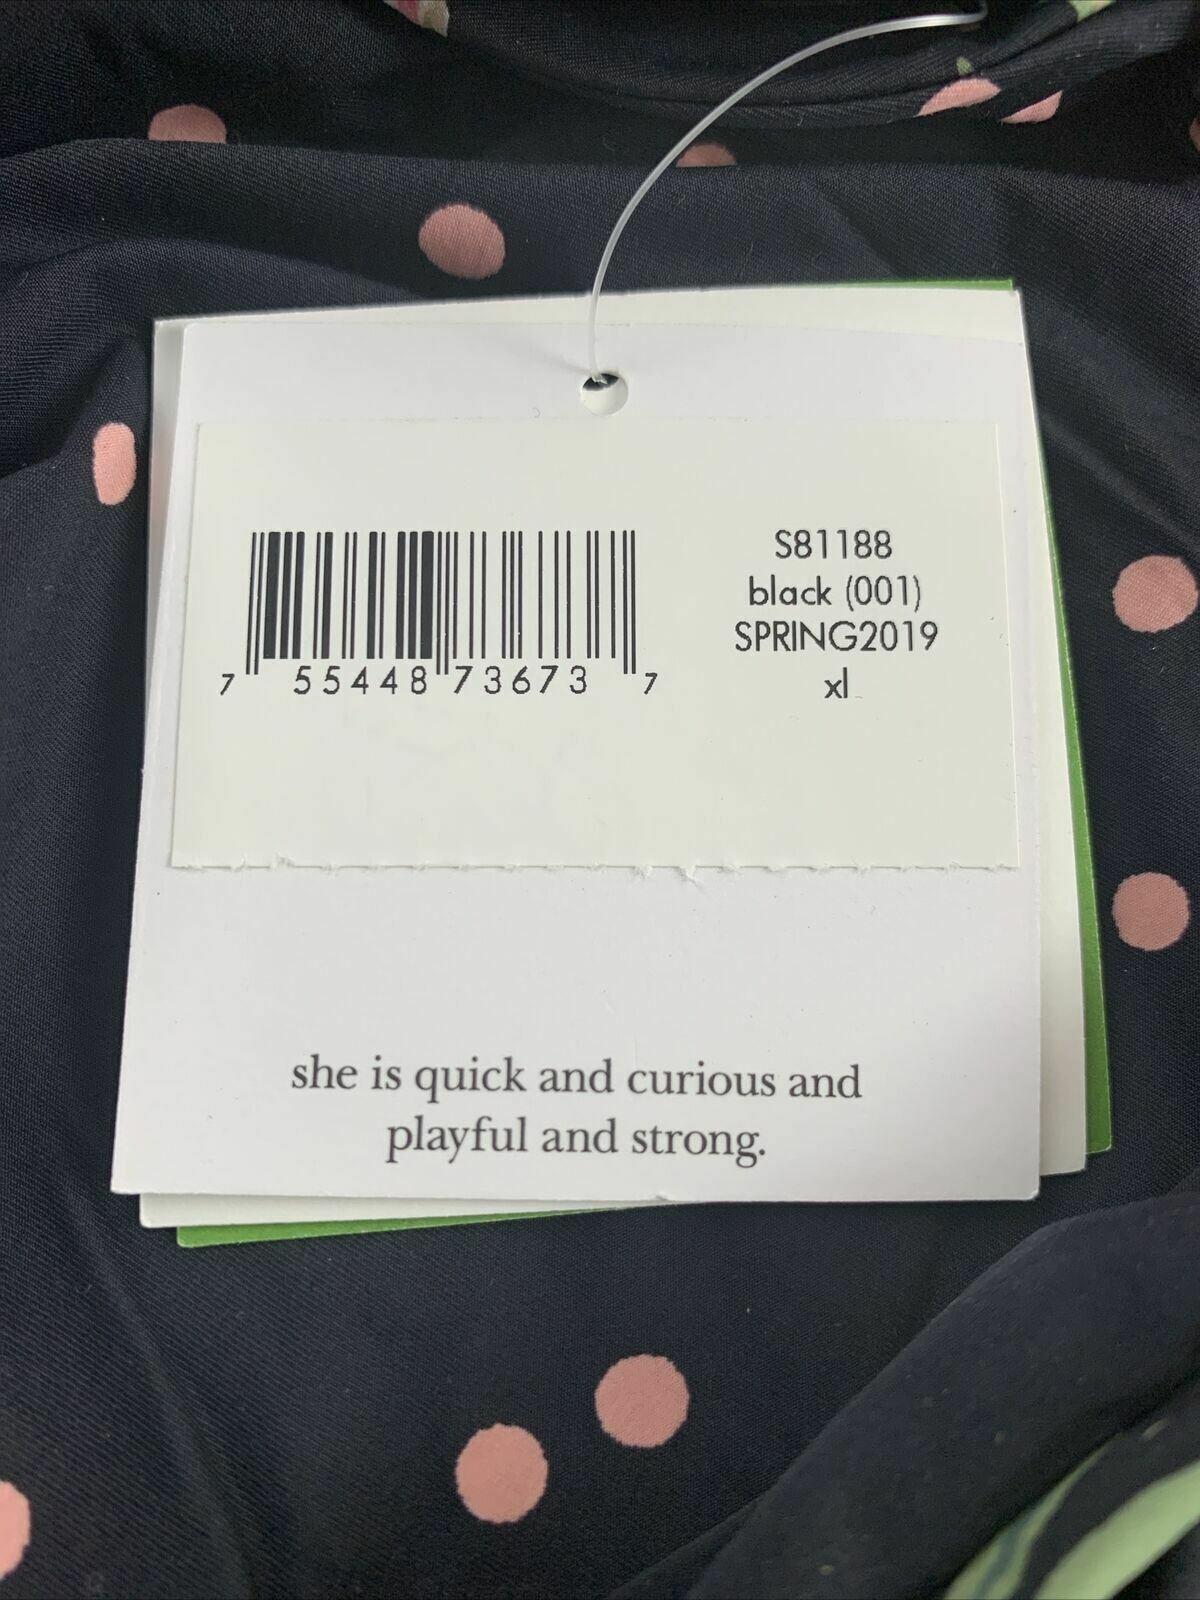 S81188
black (001)
SPRING2019
xl
7 55448 73673 7
she is quick and curious and
playful and strong.